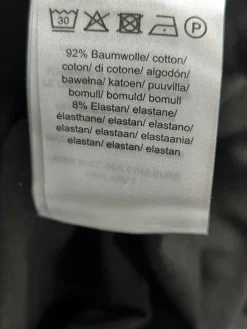 30 P
92% Baumwolle/ cotton/
coton/ di cotone/ algodón/
bawełna/ katoen/ puuvilla/
bomull/ bomuld/ bomull
8% Elastan/ elastane/
élasthane/ elastan/ elastano/
elastan/ elastaan/ elastaania/
elastan/ elastan/ elastan